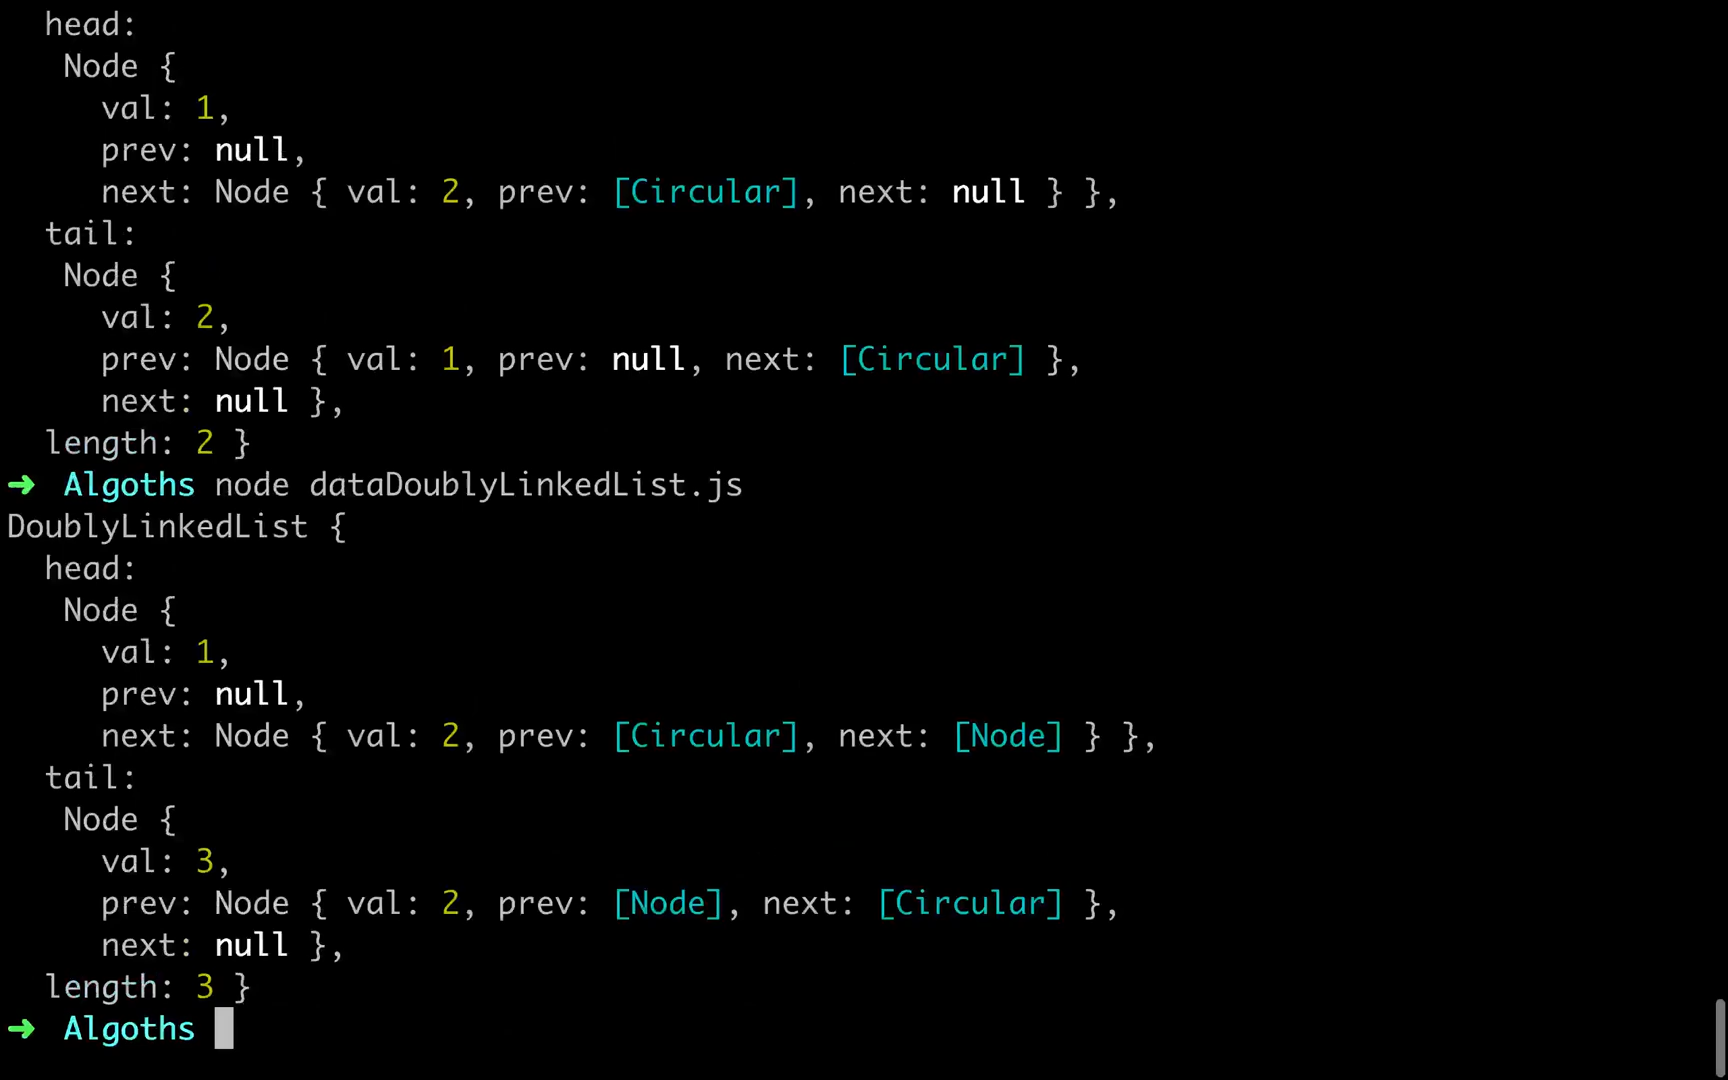 head:
Node {
val: 1,
prev: null,
next: Node { val: 2, prev: [Circular], next: null } },
tail:
Node {
val: 2,
prev: Node { val: 1, prev: null, next: [Circular] },
next: null },
length: 2 }
➜ Algoths node dataDoublyLinkedList.js
DoublyLinkedList {
head:
Node {
val: 1,
prev: null,
next: Node { val: 2, prev: [Circular], next: [Node] } },
tail:
Node {
val: 3,
prev: Node { val: 2, prev: [Node], next: [Circular] },
next: null },
length: 3 }
➜ Algoths